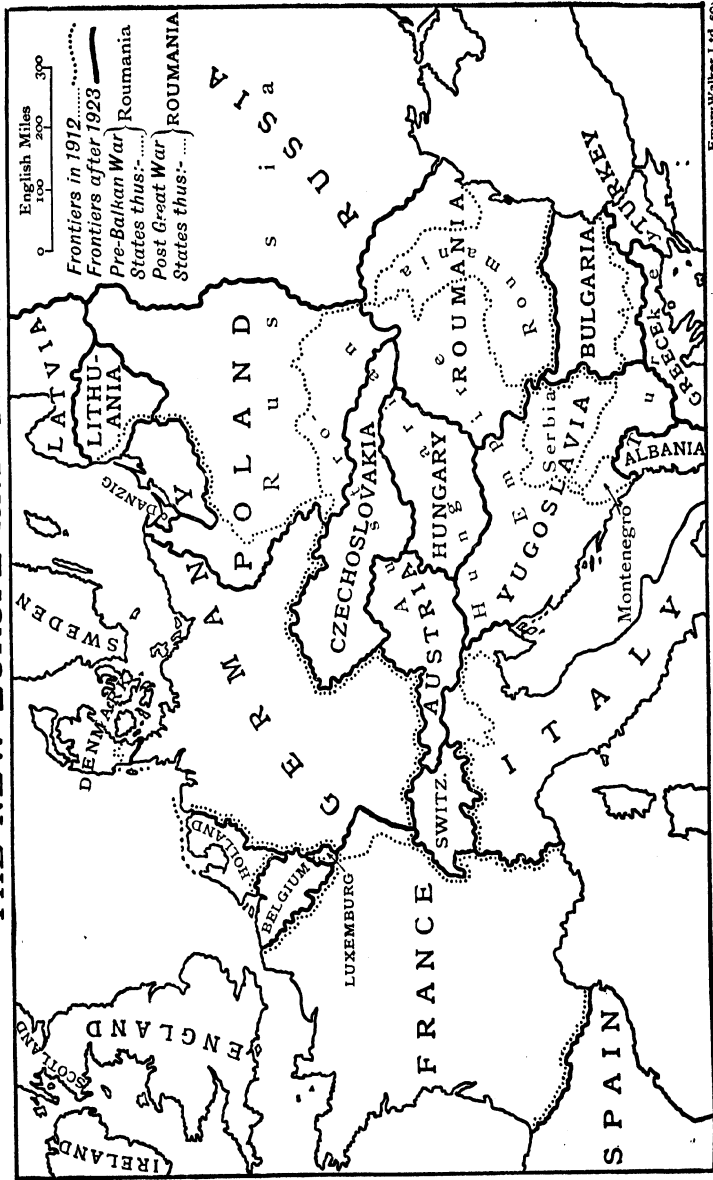 English Miles
0 100 200 300
Frontiers in 1912
Frontiers after 1923
Pre-Balkan War
States thus:- Roumania
Post Great War
States thus:- ROUMANIA
SCOTLAND
IRELAND
ENGLAND
DENMARK
SWEDEN
LATVIA
LITHU-
ANIA
DANZIG
HOLLAND
BELGIUM
LUXEMBURG
GERMANY
POLAND
RUSSIA
Russia
FRANCE
SWITZ.
AUSTRIA
CZECHOSLOVAKIA
HUNGARY
Austro-
Hungarian
Empire
ROUMANIA
Roumania
SPAIN
ITALY
YUGOSLAVIA
Serbia
Montenegro
ALBANIA
BULGARIA
GREECE
TURKEY
Turkey